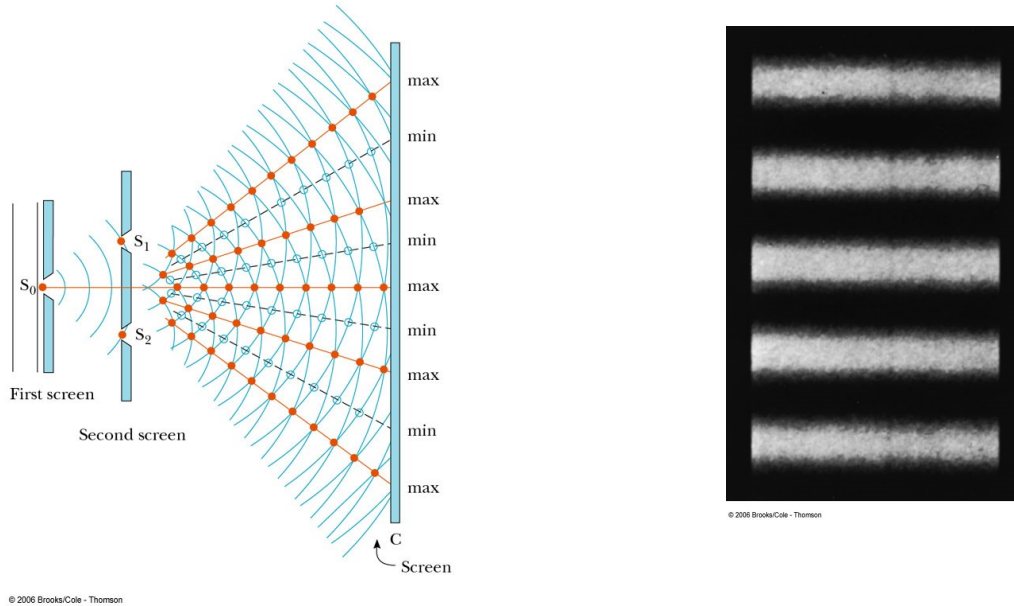 max
min
max
S1
min
S0
max
S2
min
max
First screen
min
Second screen
max
C
Screen
© 2006 Brooks/Cole - Thomson
© 2006 Brooks/Cole - Thomson